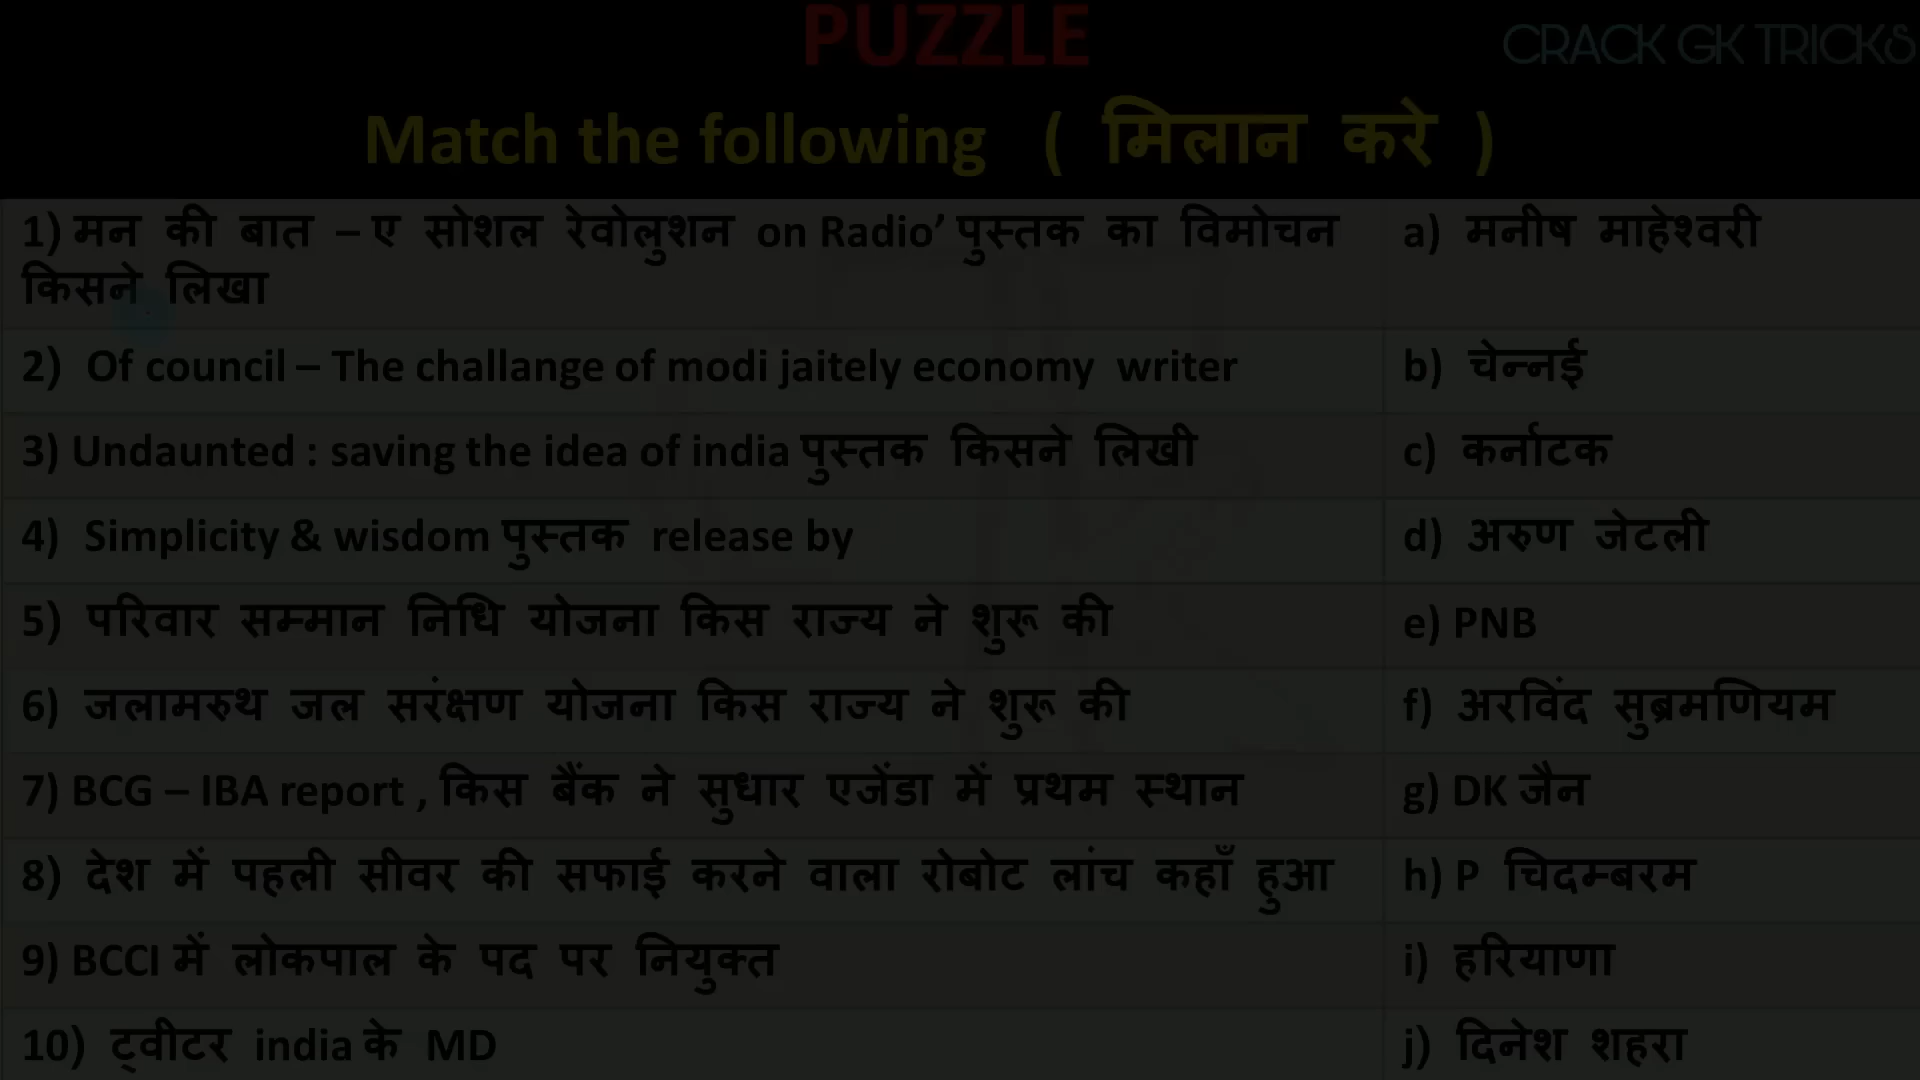 PUZZLE
CRACK GK TRICKS
Match the following ( मिलान करे )
1) मन की बात – ए सोशल रेवोलुशन on Radio’ पुस्तक का विमोचन
किसने लिखा
a) मनीष माहेश्वरी
2) Of council – The challange of modi jaitely economy writer
b) चेन्नई
3) Undaunted : saving the idea of india पुस्तक किसने लिखी
c) कर्नाटक
4) Simplicity & wisdom पुस्तक release by
d) अरुण जेटली
5) परिवार सम्मान निधि योजना किस राज्य ने शुरू की
e) PNB
6) जलामरुथ जल सरंक्षण योजना किस राज्य ने शुरू की
f) अरविंद सुब्रमणियम
7) BCG – IBA report , किस बैंक ने सुधार एजेंडा में प्रथम स्थान
g) DK जैन
8) देश में पहली सीवर की सफाई करने वाला रोबोट लांच कहाँ हुआ
h) P चिदम्बरम
9) BCCI में लोकपाल के पद पर नियुक्त
i) हरियाणा
10) ट्वीटर india के MD
j) दिनेश शहरा